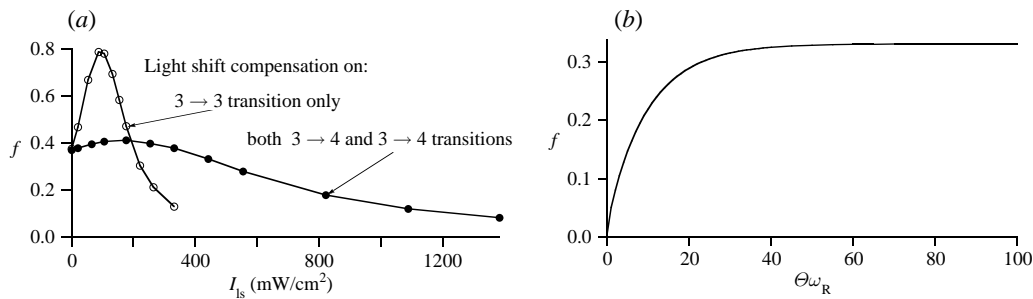 (a)
0.8
0.6
0.4
0.2
0.0
f
Light shift compensation on:
3 → 3 transition only
both 3 → 4 and 3 → 4 transitions
0 400 800 1200
I_ls (mW/cm²)
(b)
0.3
0.2
0.1
0.0
f
0 20 40 60 80 100
Θω_R